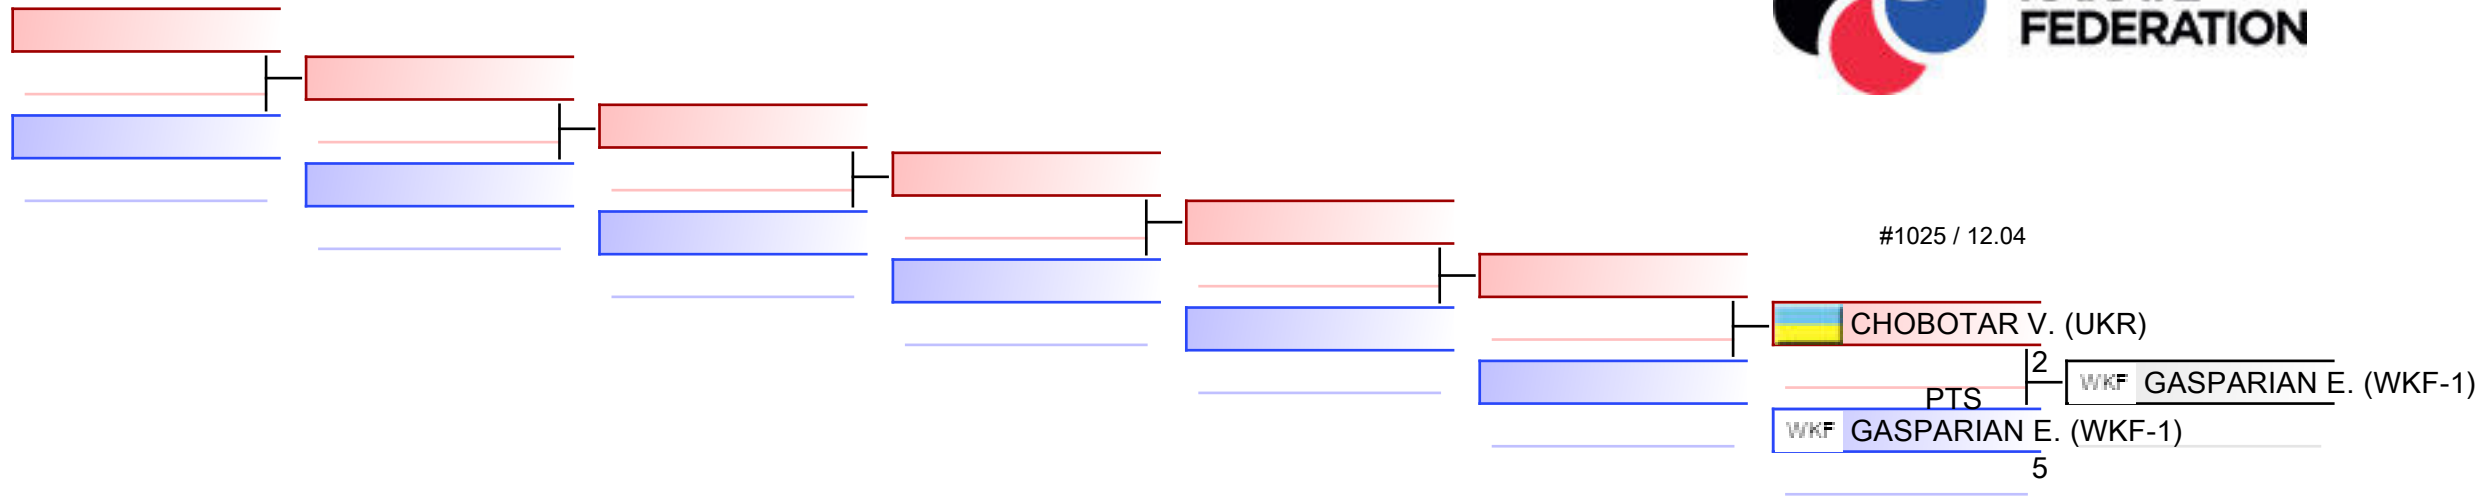 FEDERATION
#1025 / 12.04
CHOBOTAR V. (UKR)
2
WKF GASPARIAN E. (WKF-1)
PTS
WKF GASPARIAN E. (WKF-1)
5